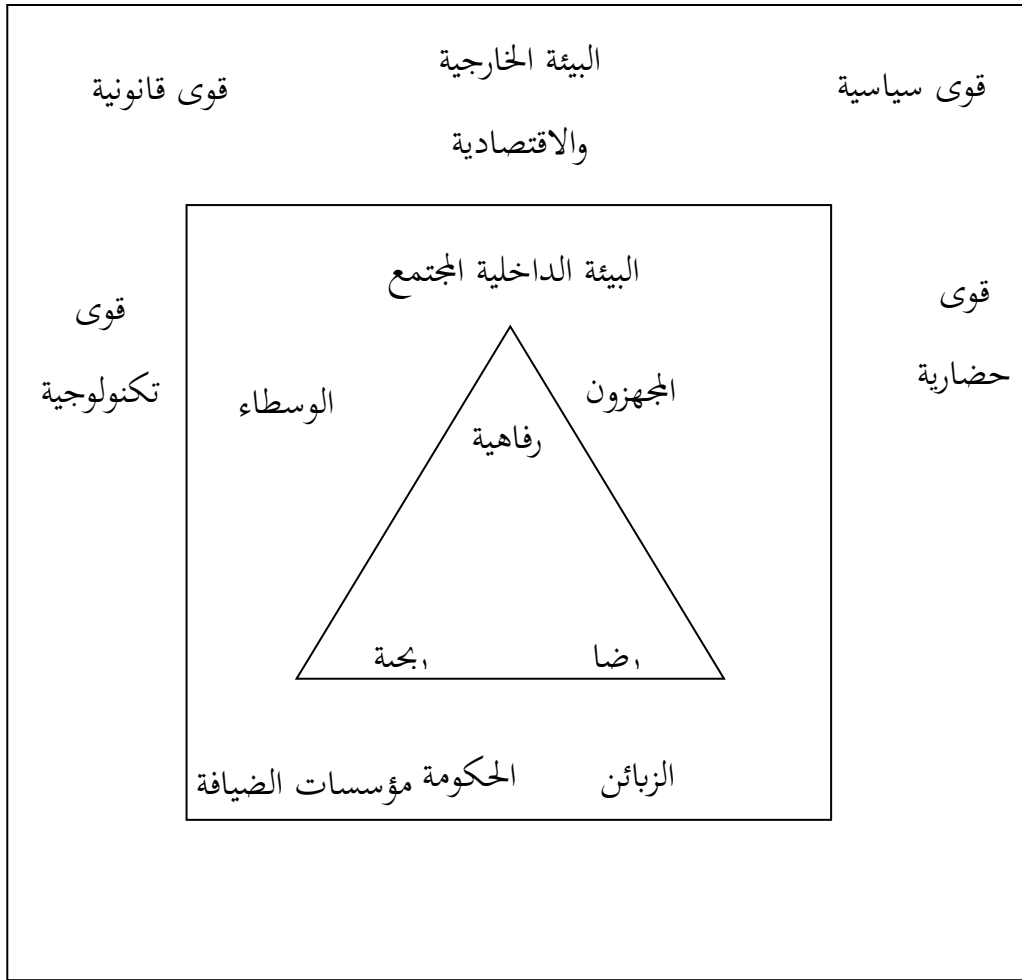 البيئة الخارجية
قوى سياسية
قوى قانونية
والاقتصادية
البيئة الداخلية المجتمع
قوى
حضارية
قوى
تكنولوجية
المجهزون
الوسطاء
رفاهية
رضا
ربحية
الزبائن
الحكومة
مؤسسات الضيافة